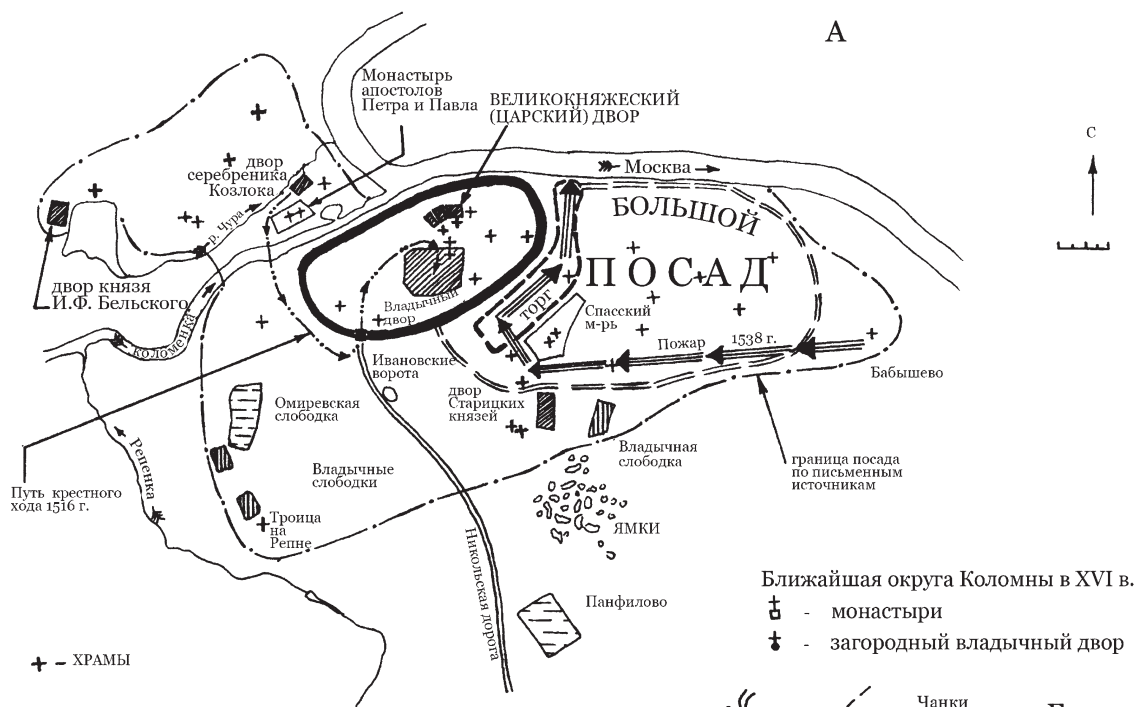 А
Монастырь
апостолов
Петра и Павла
ВЕЛИКОКНЯЖЕСКИЙ
(ЦАРСКИЙ) ДВОР
С
Москва
двор
серебреника
Козлока
БОЛЬШОЙ
ПОСАД
р. Чура
двор князя
И.Ф. Бельского
Владычный
двор
торг
Спасский
м-рь
коломенка
Пожар 1538 г.
Ивановские
ворота
Бабышево
двор
Старицких
князей
Омиревская
слободка
Владычная
слободка
граница посада
по письменным
источникам
Репенка
Владычные
слободки
Путь крестного
хода 1516 г.
Троица
на
Репне
ЯМКИ
Никольская дорога
Панфилово
Ближайшая округа Коломны в XVI в.
- монастыри
- загородный владычный двор
– ХРАМЫ
Чанки